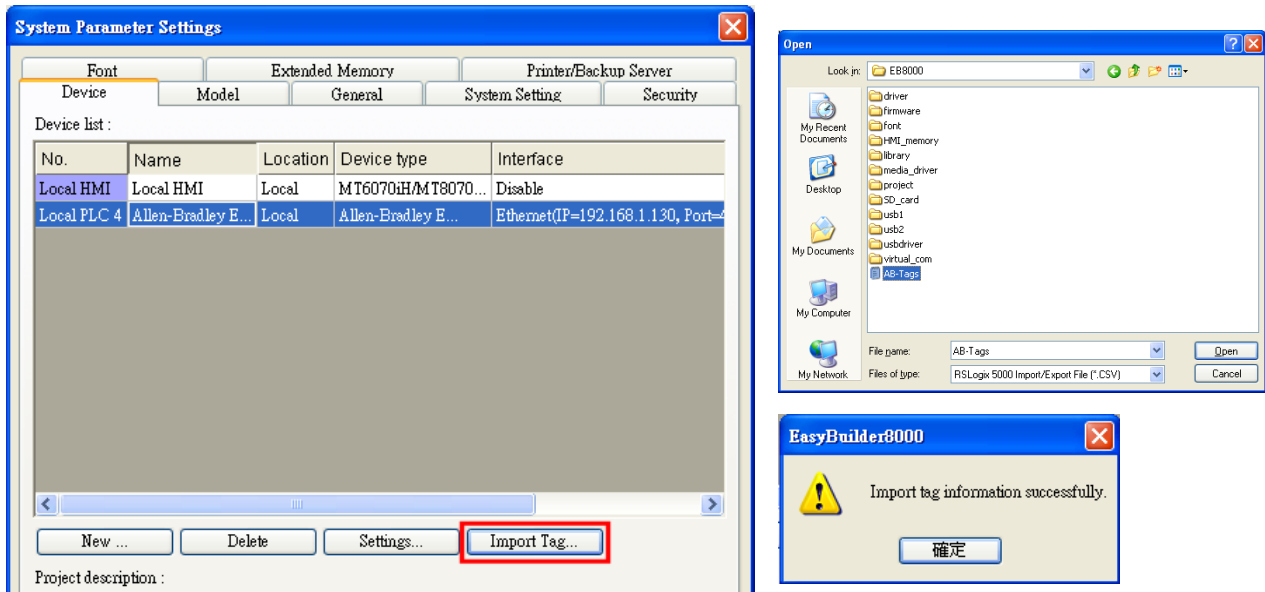 System Parameter Settings
Font Extended Memory Printer/Backup Server
Device Model General System Setting Security
Device list :
No. Name Location Device type Interface
Local HMI Local HMI Local MT6070iH/MT8070... Disable
Local PLC 4 Allen-Bradley E... Local Allen-Bradley E... Ethernet(IP=192.168.1.130, Port=4
New ... Delete Settings... Import Tag...
Project description :
Open
Look in: EB8000
My Recent Documents
Desktop
My Documents
My Computer
My Network
driver
firmware
font
HMI_memory
library
media_driver
project
SD_card
usb1
usb2
usbdriver
virtual_com
AB-Tags
File name: AB-Tags Open
Files of type: RSLogix 5000 Import/Export File (*.CSV) Cancel
EasyBuilder8000
Import tag information successfully.
確定